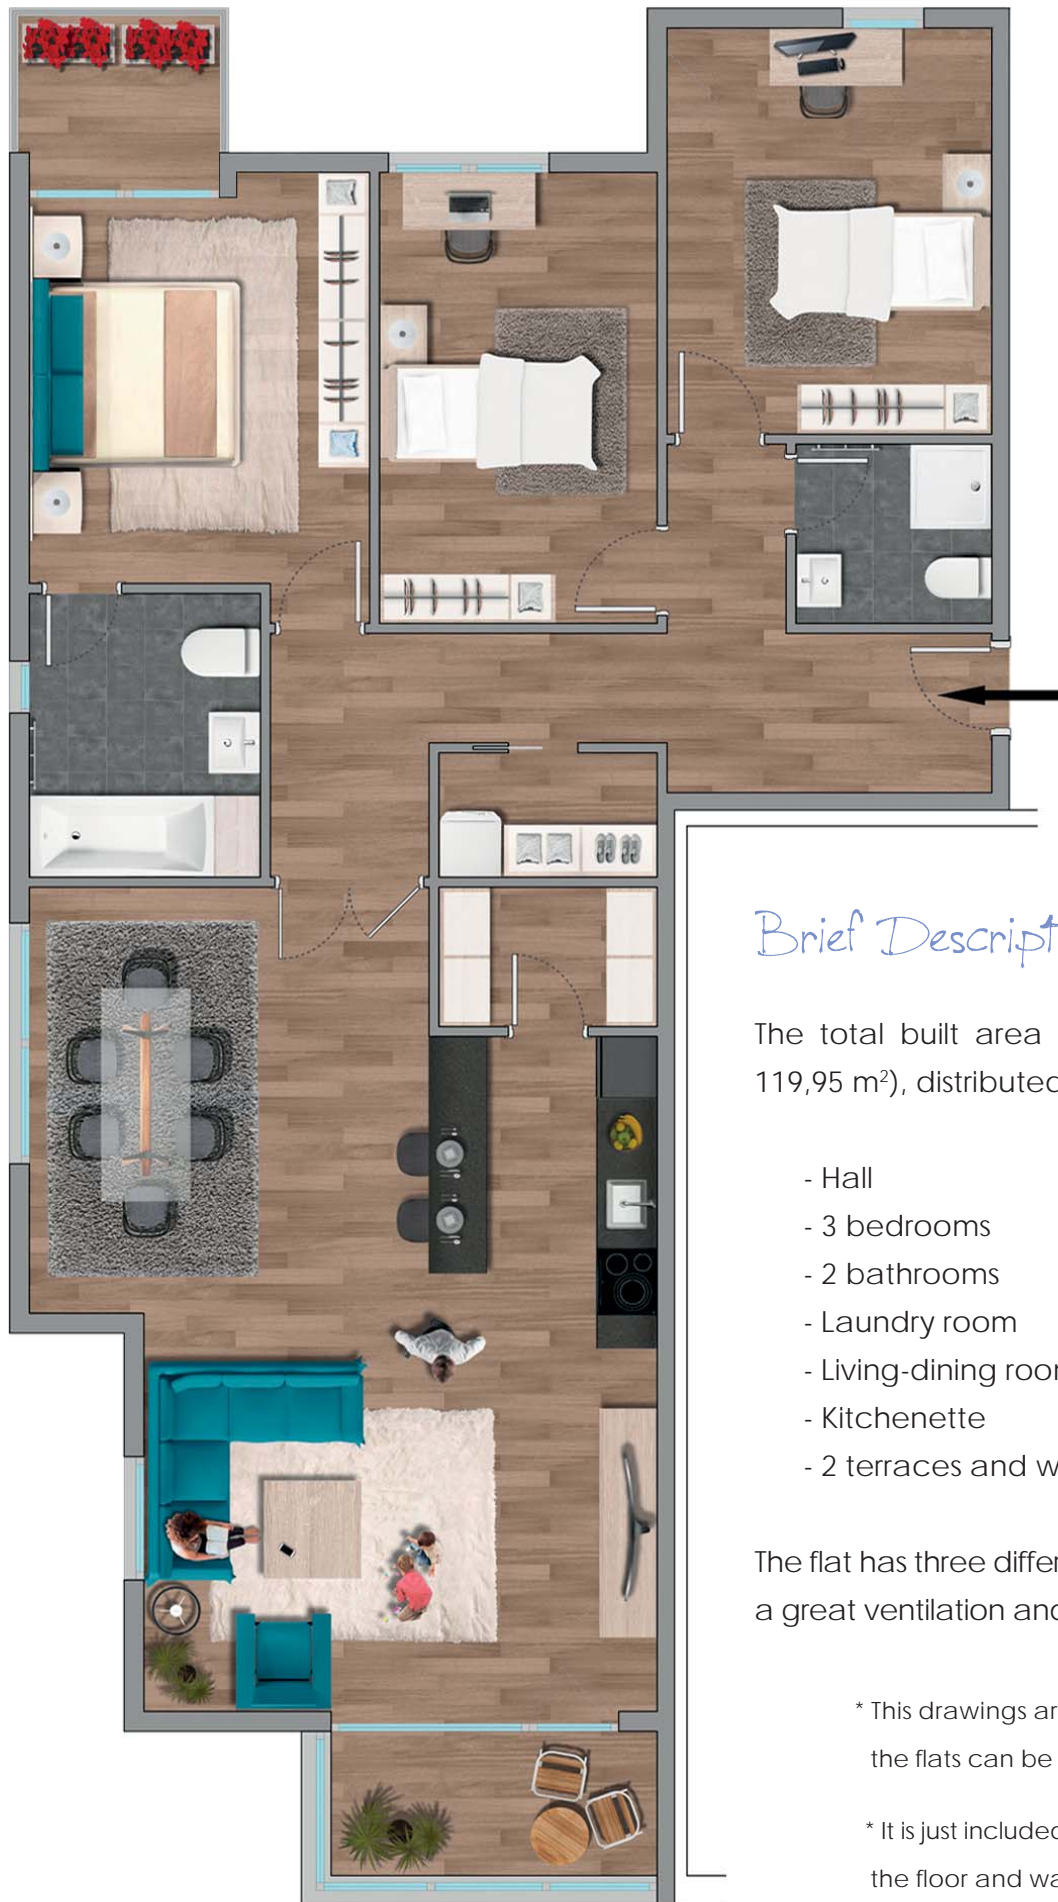 Brief Descript
The total built area
119,95 m²), distributed
- Hall
- 3 bedrooms
- 2 bathrooms
- Laundry room
- Living-dining roo
- Kitchenette
- 2 terraces and w
The flat has three differ
a great ventilation and
* This drawings ar
the flats can be
* It is just included
the floor and wa